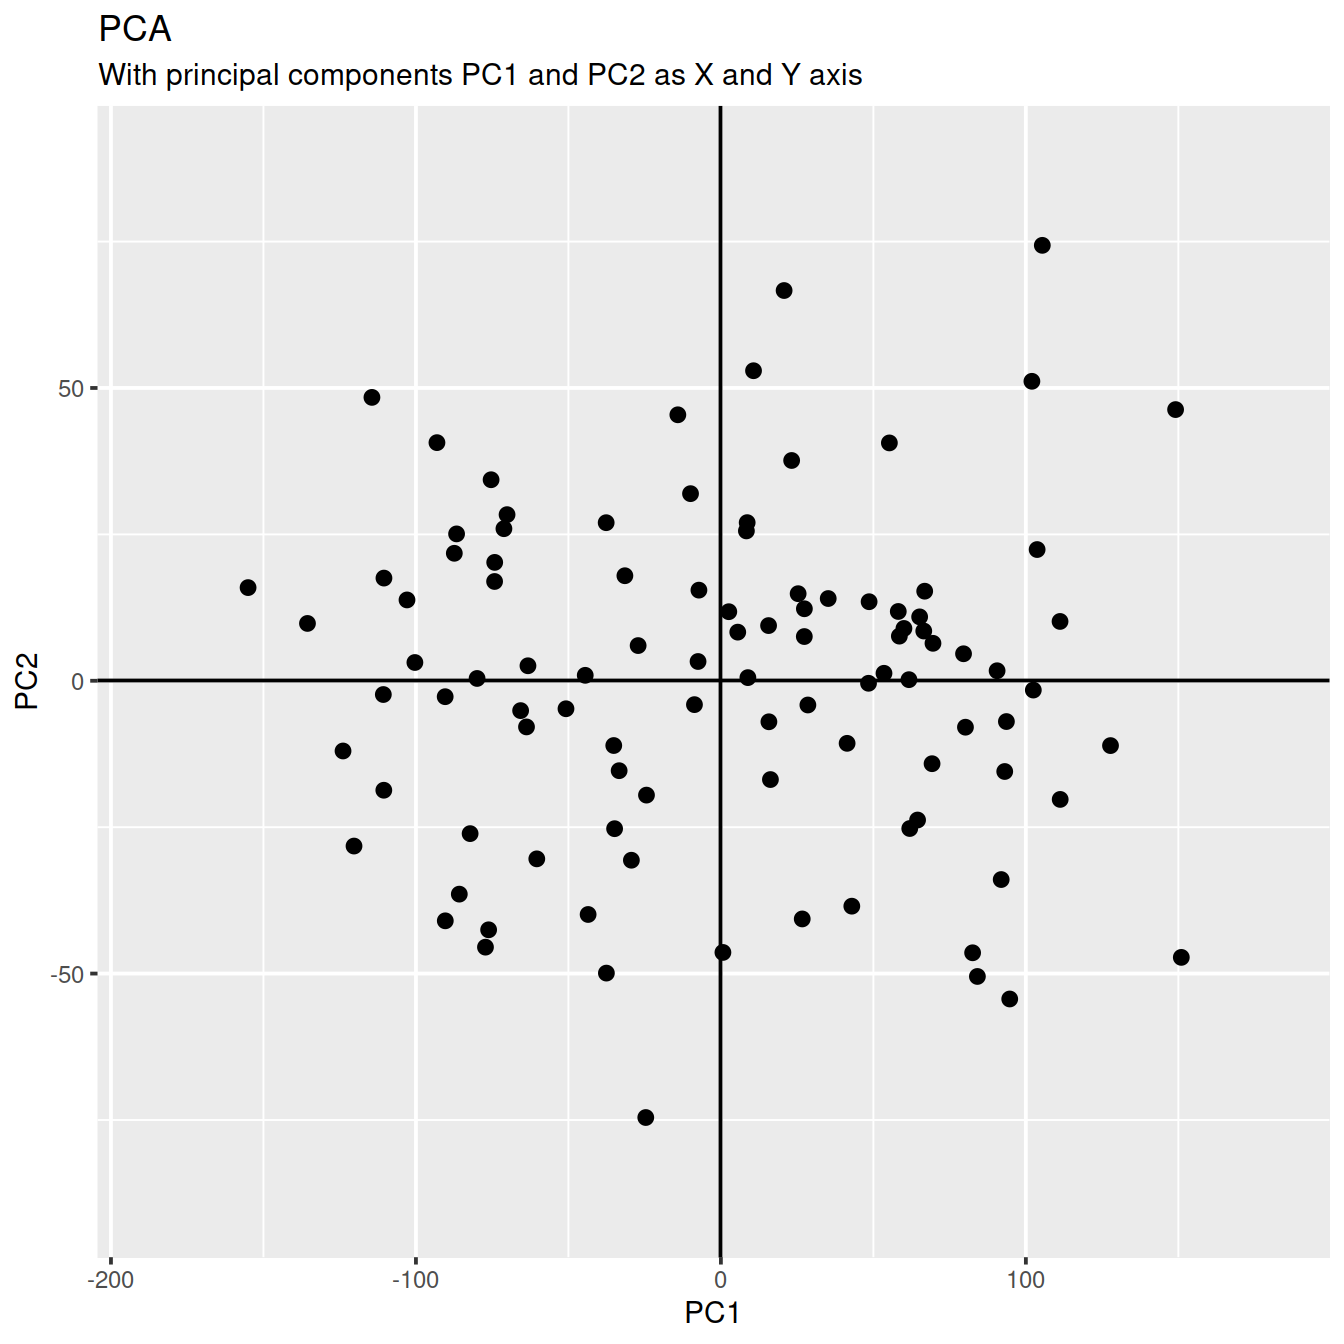 PCA
With principal components PC1 and PC2 as X and Y axis
50
0
-50
PC2
-200 -100 0 100
PC1